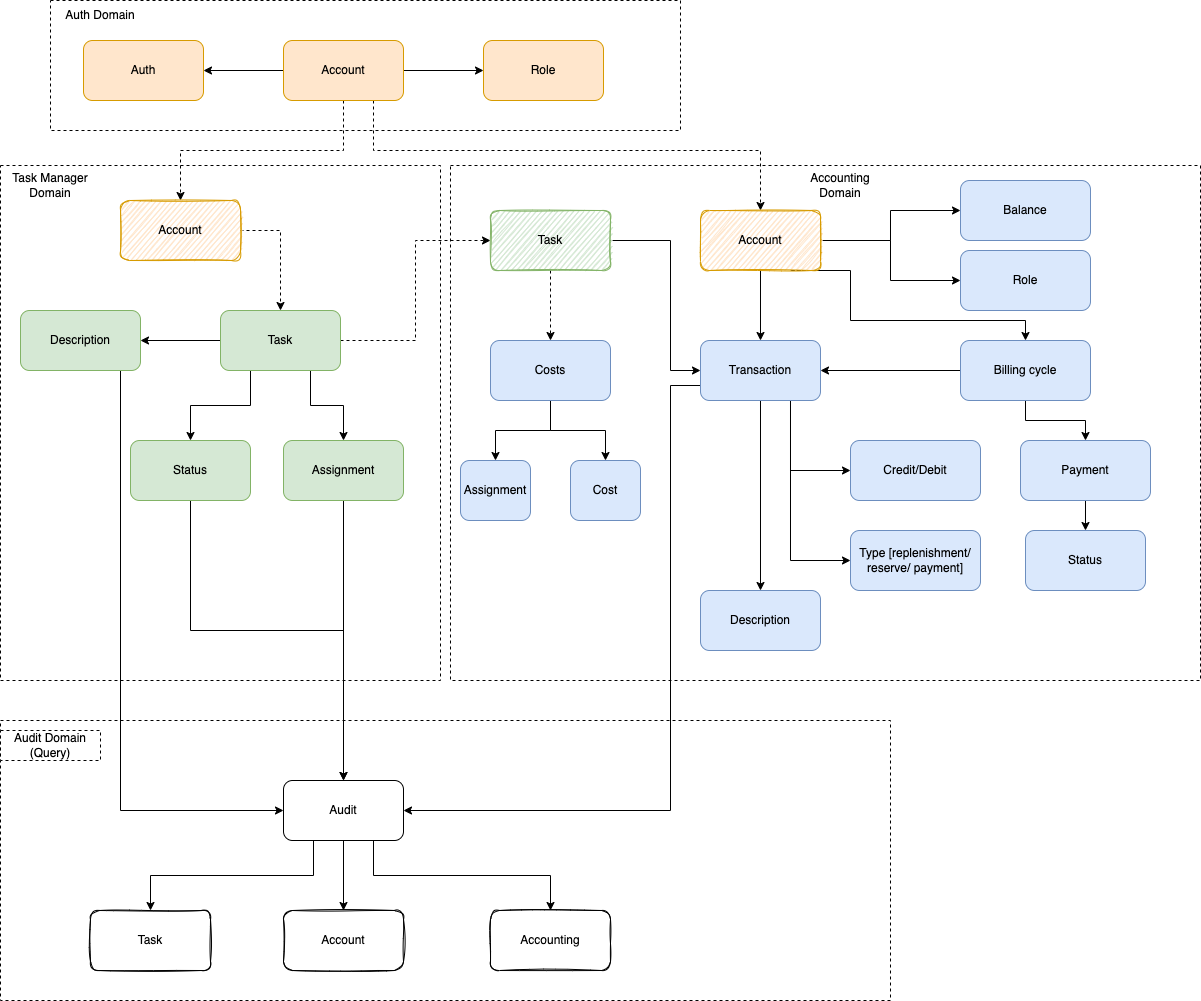 Auth Domain
Auth
Account
Role
Task Manager
Domain
Account
Description
Task
Status
Assignment
Accounting
Domain
Task
Account
Balance
Role
Costs
Transaction
Billing cycle
Assignment
Cost
Credit/Debit
Payment
Type [replenishment/
reserve/ payment]
Status
Description
Audit Domain
(Query)
Audit
Task
Account
Accounting